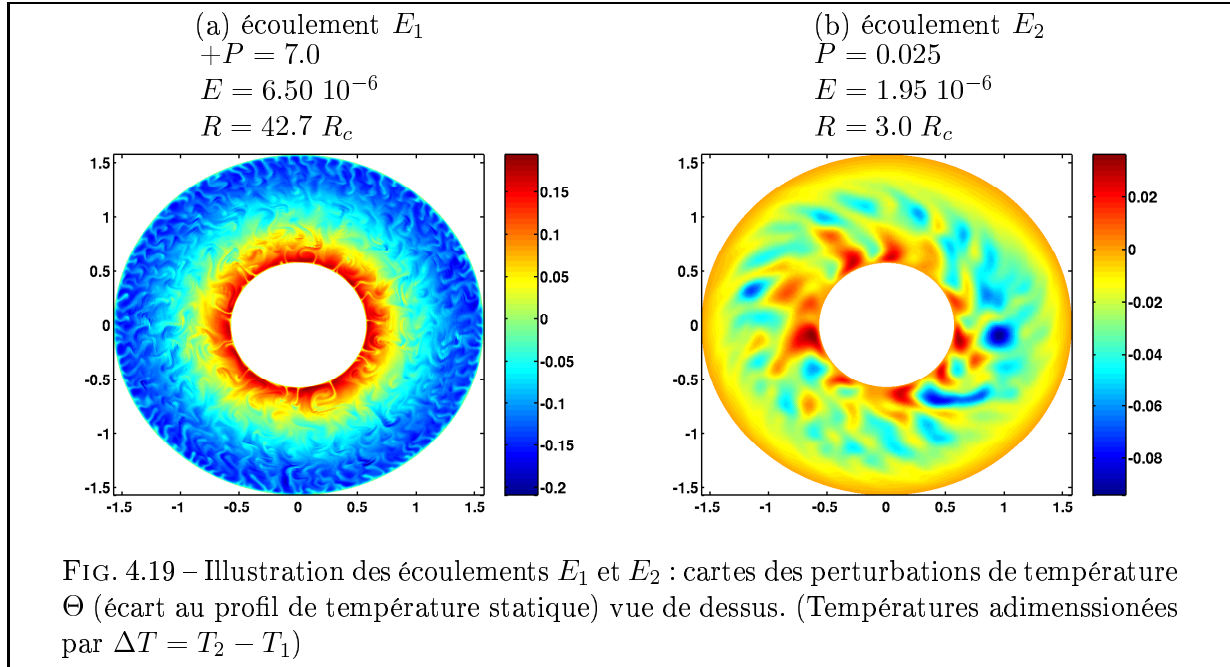 (a) écoulement E₁
+P = 7.0
E = 6.50 10⁻⁶
R = 42.7 R_c
(b) écoulement E₂
P = 0.025
E = 1.95 10⁻⁶
R = 3.0 R_c
1.5
1
0.5
0
-0.5
-1
-1.5
-1.5 -1 -0.5 0 0.5 1 1.5
0.15
0.1
0.05
0
-0.05
-0.1
-0.15
-0.2
1.5
1
0.5
0
-0.5
-1
-1.5
-1.5 -1 -0.5 0 0.5 1 1.5
0.02
0
-0.02
-0.04
-0.06
-0.08
FIG. 4.19 – Illustration des écoulements E₁ et E₂ : cartes des perturbations de température
Θ (écart au profil de température statique) vue de dessus. (Températures adimenssionées
par ΔT = T₂ − T₁)